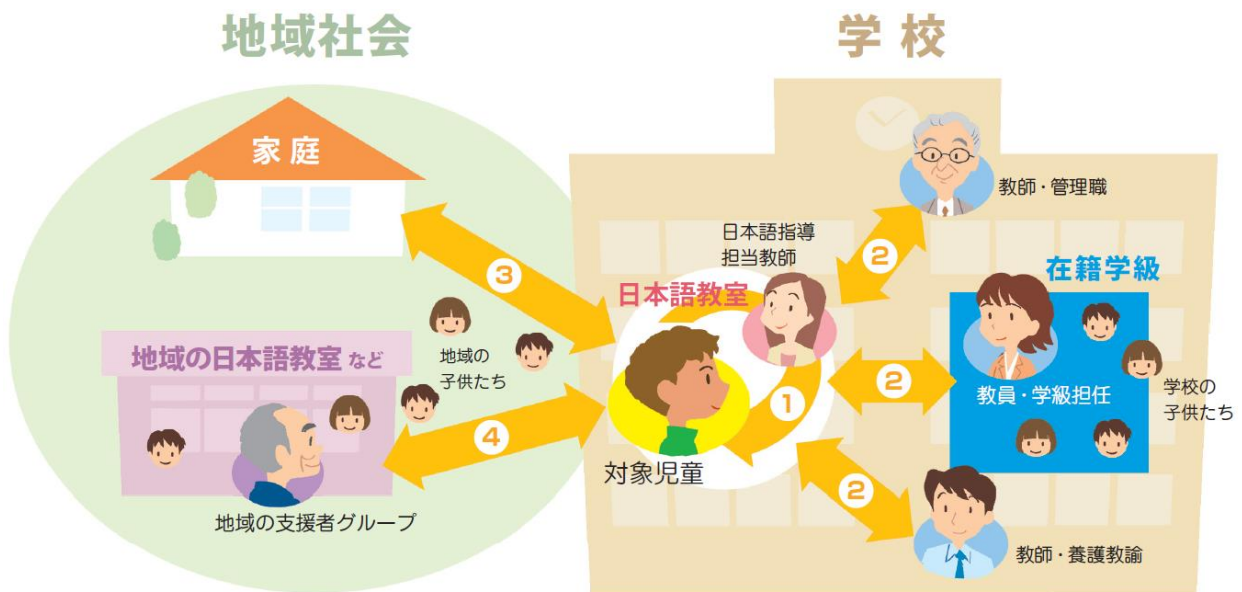 地域社会
学校
家庭
教師・管理職
日本語指導
担当教師
②
在籍学級
③
日本語教室
地域の日本語教室 など
地域の
子供たち
①
②
教員・学級担任
学校の
子供たち
④
対象児童
②
地域の支援者グループ
教師・養護教諭